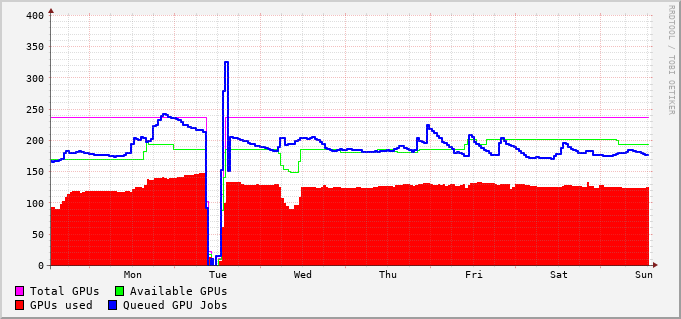 400
350
300
250
200
150
100
50
0
Mon Tue Wed Thu Fri Sat Sun
Total GPUs Available GPUs
GPUs used Queued GPU Jobs
RRDTOOL / TOBI OETIKER